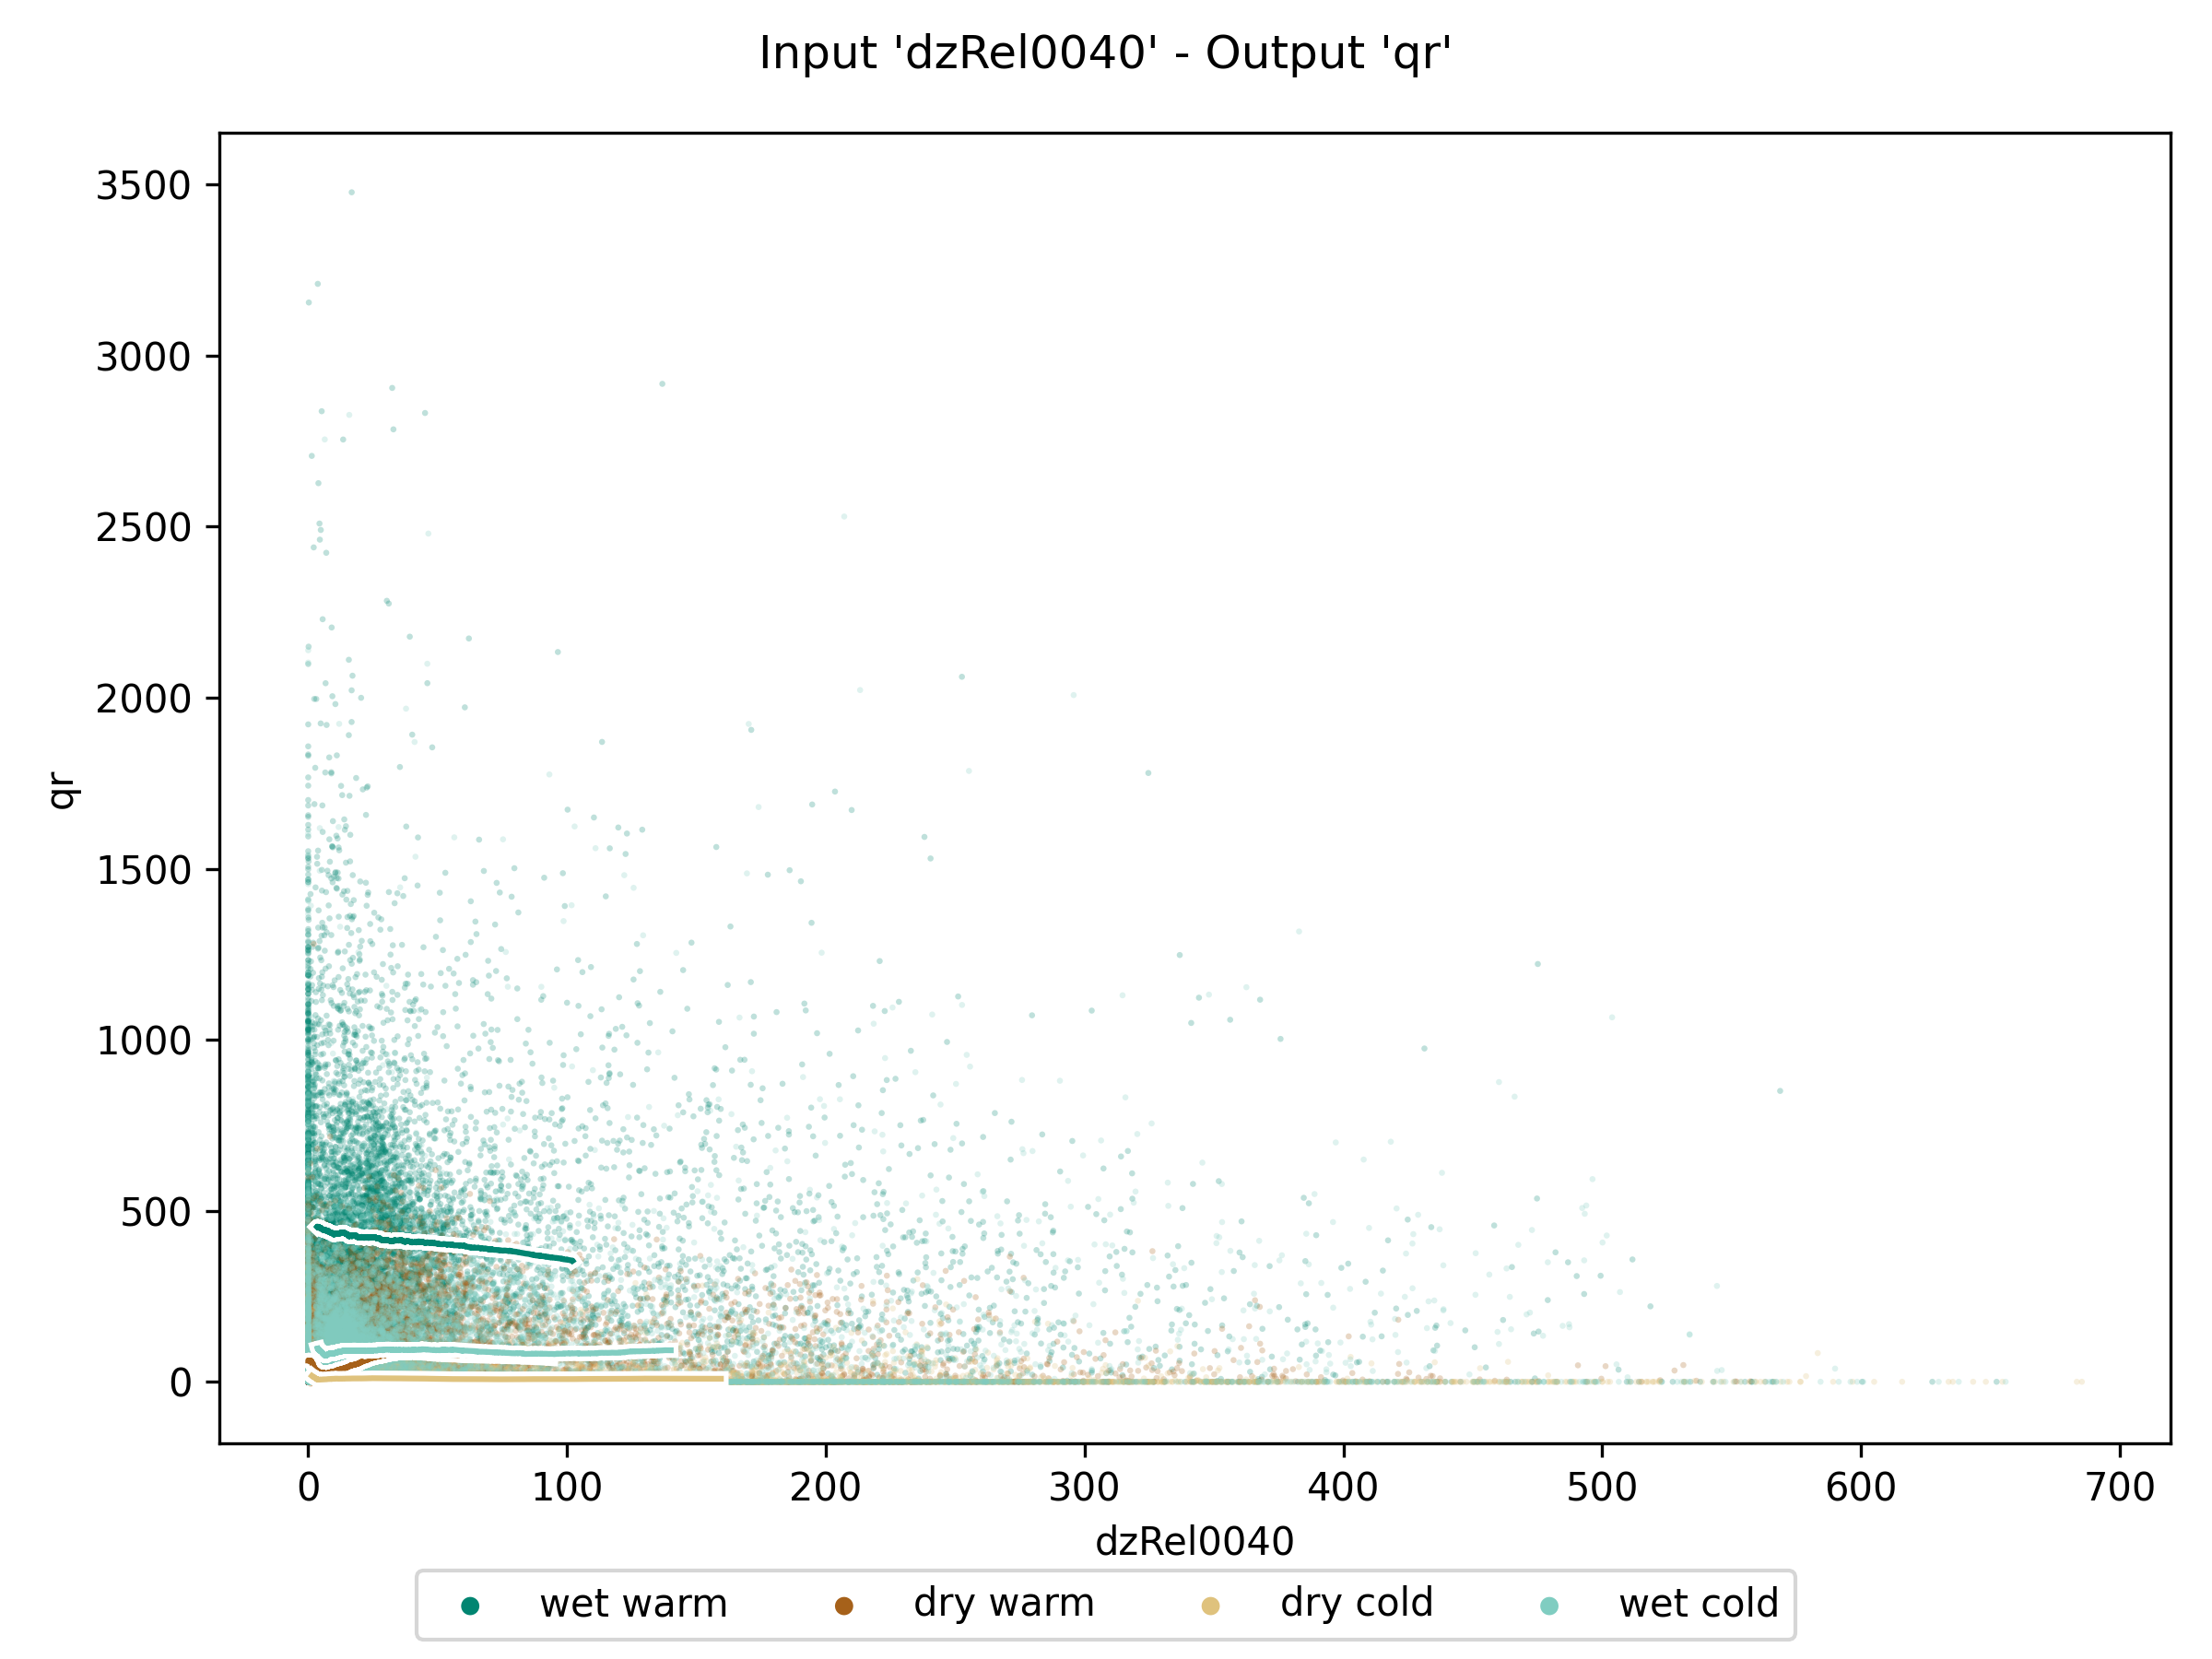 Input 'dzRel0040' - Output 'qr'
3500
3000
2500
2000
1500
1000
500
0
qr
0 100 200 300 400 500 600 700
dzRel0040
wet warm dry warm dry cold wet cold